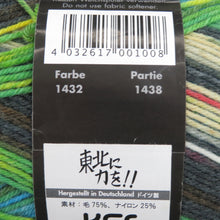 Do not use fabric softener.
4 032617 001008
Farbe
Partie
1432
1438
東北に
力を!!
Hergestellt in Deutschland ドイツ製
素材：毛 75%、ナイロン 25%